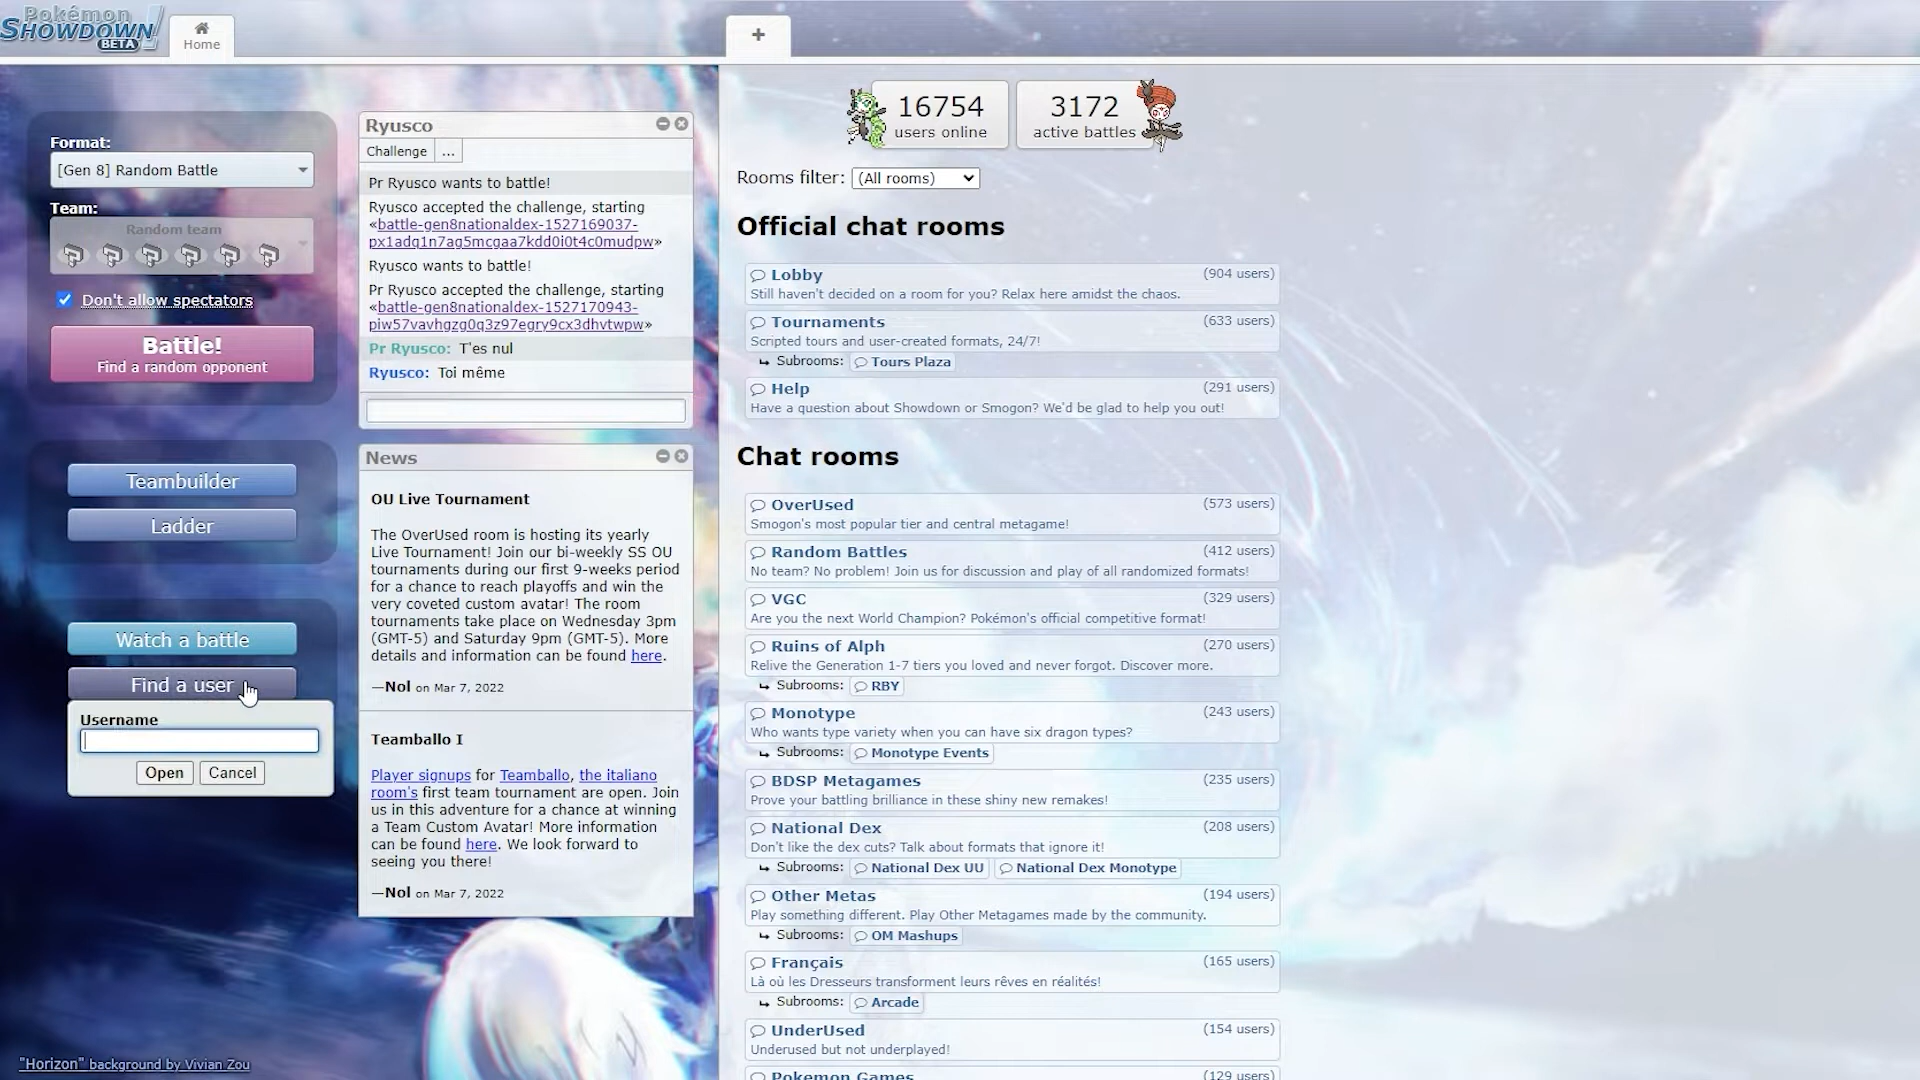 Pokémon
SHOWDOWN!
BETA
Home
+
Format:
[Gen 8] Random Battle
Team:
Random team
Don't allow spectators
Battle!
Find a random opponent
Teambuilder
Ladder
Watch a battle
Find a user
Username
Open Cancel
"Horizon" background by Vivian Zou
Ryusco
Challenge ...
Pr Ryusco wants to battle!
Ryusco accepted the challenge, starting
«battle-gen8nationaldex-1527169037-
px1adq1n7ag5mcgaa7kdd0i0t4c0mudpw»
Ryusco wants to battle!
Pr Ryusco accepted the challenge, starting
«battle-gen8nationaldex-1527170943-
piw57vavhgzg0q3z97egry9cx3dhvtwpw»
Pr Ryusco: T'es nul
Ryusco: Toi même
News
OU Live Tournament
The OverUsed room is hosting its yearly
Live Tournament! Join our bi-weekly SS OU
tournaments during our first 9-weeks period
for a chance to reach playoffs and win the
very coveted custom avatar! The room
tournaments take place on Wednesday 3pm
(GMT-5) and Saturday 9pm (GMT-5). More
details and information can be found here.
—Nol on Mar 7, 2022
Teamballo I
Player signups for Teamballo, the italiano
room's first team tournament are open. Join
us in this adventure for a chance at winning
a Team Custom Avatar! More information
can be found here. We look forward to
seeing you there!
—Nol on Mar 7, 2022
16754
users online
3172
active battles
Rooms filter: (All rooms)
Official chat rooms
Lobby (904 users)
Still haven't decided on a room for you? Relax here amidst the chaos.
Tournaments (633 users)
Scripted tours and user-created formats, 24/7!
Subrooms: Tours Plaza
Help (291 users)
Have a question about Showdown or Smogon? We'd be glad to help you out!
Chat rooms
OverUsed (573 users)
Smogon's most popular tier and central metagame!
Random Battles (412 users)
No team? No problem! Join us for discussion and play of all randomized formats!
VGC (329 users)
Are you the next World Champion? Pokémon's official competitive format!
Ruins of Alph (270 users)
Relive the Generation 1-7 tiers you loved and never forgot. Discover more.
Subrooms: RBY
Monotype (243 users)
Who wants type variety when you can have six dragon types?
Subrooms: Monotype Events
BDSP Metagames (235 users)
Prove your battling brilliance in these shiny new remakes!
National Dex (208 users)
Don't like the dex cuts? Talk about formats that ignore it!
Subrooms: National Dex UU National Dex Monotype
Other Metas (194 users)
Play something different. Play Other Metagames made by the community.
Subrooms: OM Mashups
Français (165 users)
Là où les Dresseurs transforment leurs rêves en réalités!
Subrooms: Arcade
UnderUsed (154 users)
Underused but not underplayed!
Pokemon Games (129 users)